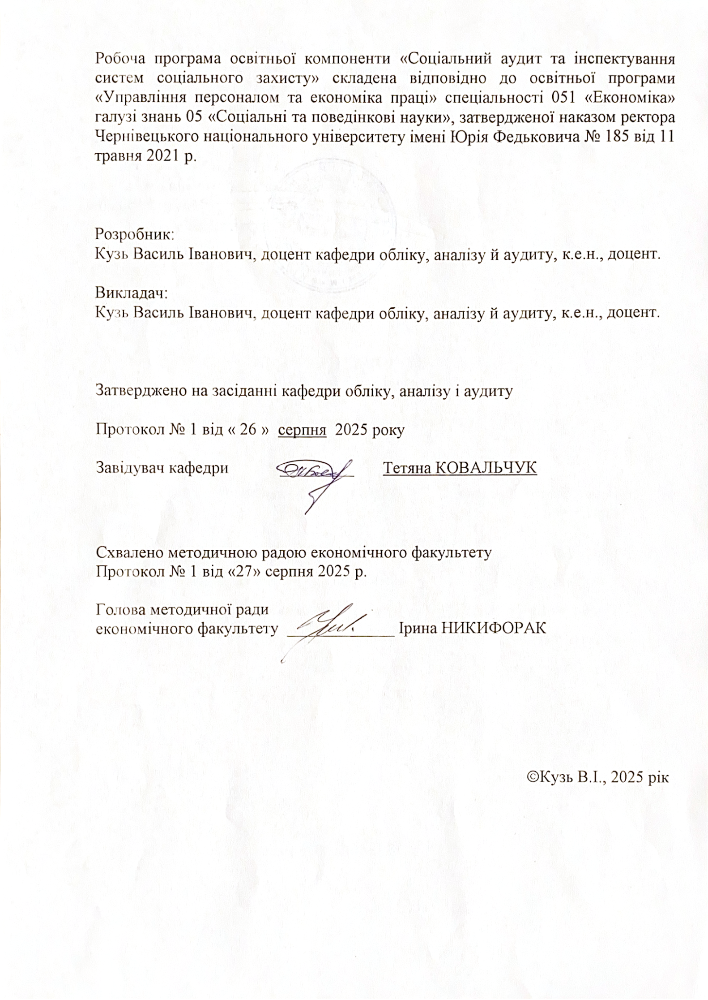 Робоча програма освітньої компоненти «Соціальний аудит та інспектування
систем соціального захисту» складена відповідно до освітньої програми
«Управління персоналом та економіка праці» спеціальності 051 «Економіка»
галузі знань 05 «Соціальні та поведінкові науки», затвердженої наказом ректора
Чернівецького національного університету імені Юрія Федьковича № 185 від 11
травня 2021 р.
Розробник:
Кузь Василь Іванович, доцент кафедри обліку, аналізу й аудиту, к.е.н., доцент.
Викладач:
Кузь Василь Іванович, доцент кафедри обліку, аналізу й аудиту, к.е.н., доцент.
Затверджено на засіданні кафедри обліку, аналізу і аудиту
Протокол № 1 від « 26 » серпня 2025 року
Завідувач кафедри Тетяна КОВАЛЬЧУК
Схвалено методичною радою економічного факультету
Протокол № 1 від «27» серпня 2025 р.
Голова методичної ради
економічного факультету ____________ Ірина НИКИФОРАК
©Кузь В.І., 2025 рік